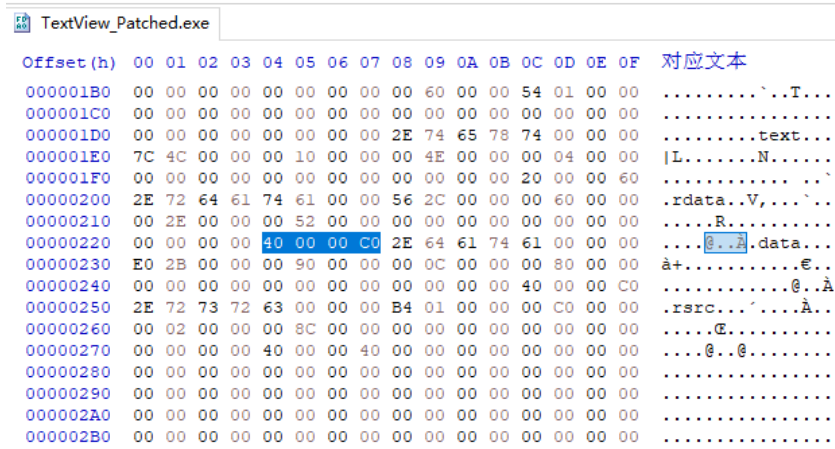 TextView_Patched.exe
Offset(h) 00 01 02 03 04 05 06 07 08 09 0A 0B 0C 0D 0E 0F 对应文本
000001B0 00 00 00 00 00 00 00 00 00 60 00 00 54 01 00 00 .........`..T...
000001C0 00 00 00 00 00 00 00 00 00 00 00 00 00 00 00 00 ................
000001D0 00 00 00 00 00 00 00 00 2E 74 65 78 74 00 00 00 .........text...
000001E0 7C 4C 00 00 00 10 00 00 00 4E 00 00 00 04 00 00 |L.......N......
000001F0 00 00 00 00 00 00 00 00 00 00 00 00 20 00 00 60 ............ ..`
00000200 2E 72 64 61 74 61 00 00 56 2C 00 00 00 60 00 00 .rdata..V,...`..
00000210 00 2E 00 00 00 52 00 00 00 00 00 00 00 00 00 00 .....R..........
00000220 00 00 00 00 40 00 00 C0 2E 64 61 74 61 00 00 00 ....@..À.data...
00000230 E0 2B 00 00 00 90 00 00 00 0C 00 00 00 80 00 00 à+...........€..
00000240 00 00 00 00 00 00 00 00 00 00 00 00 40 00 00 C0 ............@..À
00000250 2E 72 73 72 63 00 00 00 B4 01 00 00 00 C0 00 00 .rsrc...´....À..
00000260 00 02 00 00 00 8C 00 00 00 00 00 00 00 00 00 00 .....Œ..........
00000270 00 00 00 00 40 00 00 40 00 00 00 00 00 00 00 00 ....@..@........
00000280 00 00 00 00 00 00 00 00 00 00 00 00 00 00 00 00 ................
00000290 00 00 00 00 00 00 00 00 00 00 00 00 00 00 00 00 ................
000002A0 00 00 00 00 00 00 00 00 00 00 00 00 00 00 00 00 ................
000002B0 00 00 00 00 00 00 00 00 00 00 00 00 00 00 00 00 ................